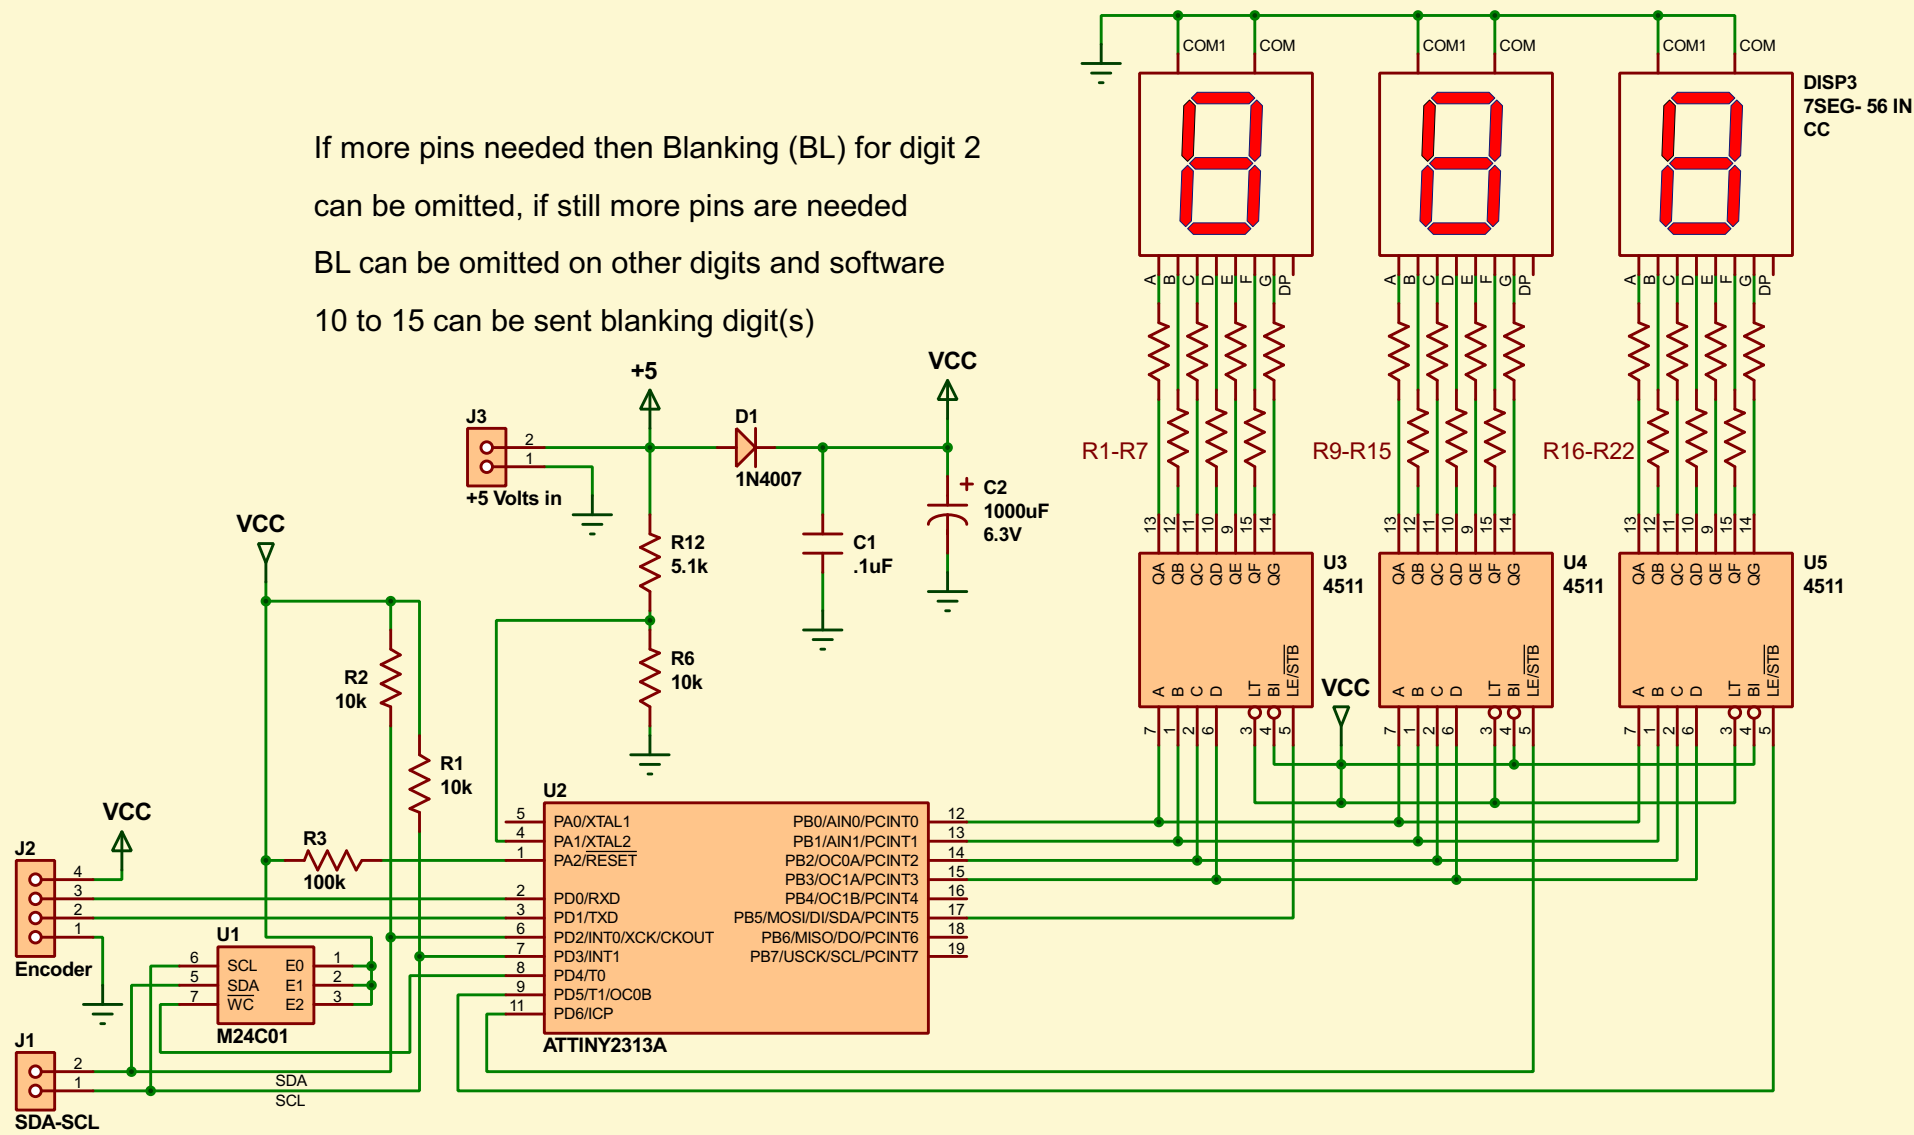 COM1
COM
COM1
COM
COM1
COM
DISP3
7SEG- 56 IN
CC
If more pins needed then Blanking (BL) for digit 2
can be omitted, if still more pins are needed
BL can be omitted on other digits and software
10 to 15 can be sent blanking digit(s)
A B C D E F G DP
A B C D E F G DP
A B C D E F G DP
+5
VCC
J3
2
1
+5 Volts in
D1
1N4007
C2
1000uF
6.3V
R1-R7
R9-R15
R16-R22
VCC
R12
5.1k
C1
.1uF
13 12 11 10 9 15 14
13 12 11 10 9 15 14
13 12 11 10 9 15 14
QA QB QC QD QE QF QG
U3
4511
QA QB QC QD QE QF QG
U4
4511
QA QB QC QD QE QF QG
U5
4511
R2
10k
R6
10k
A B C D LT BI LE/STB
VCC
A B C D LT BI LE/STB
A B C D LT BI LE/STB
7 1 2 6 3 4 5
7 1 2 6 3 4 5
7 1 2 6 3 4 5
R1
10k
U2
5 PA0/XTAL1
4 PA1/XTAL2
1 PA2/RESET
2 PD0/RXD
3 PD1/TXD
6 PD2/INT0/XCK/CKOUT
7 PD3/INT1
8 PD4/T0
9 PD5/T1/OC0B
11 PD6/ICP
PB0/AIN0/PCINT0 12
PB1/AIN1/PCINT1 13
PB2/OC0A/PCINT2 14
PB3/OC1A/PCINT3 15
PB4/OC1B/PCINT4 16
PB5/MOSI/DI/SDA/PCINT5 17
PB6/MISO/DO/PCINT6 18
PB7/USCK/SCL/PCINT7 19
ATTINY2313A
VCC
R3
100k
J2
4
3
2
1
Encoder
U1
6 SCL E0 1
5 SDA E1 2
7 WC E2 3
M24C01
J1
2
1
SDA-SCL
SDA
SCL